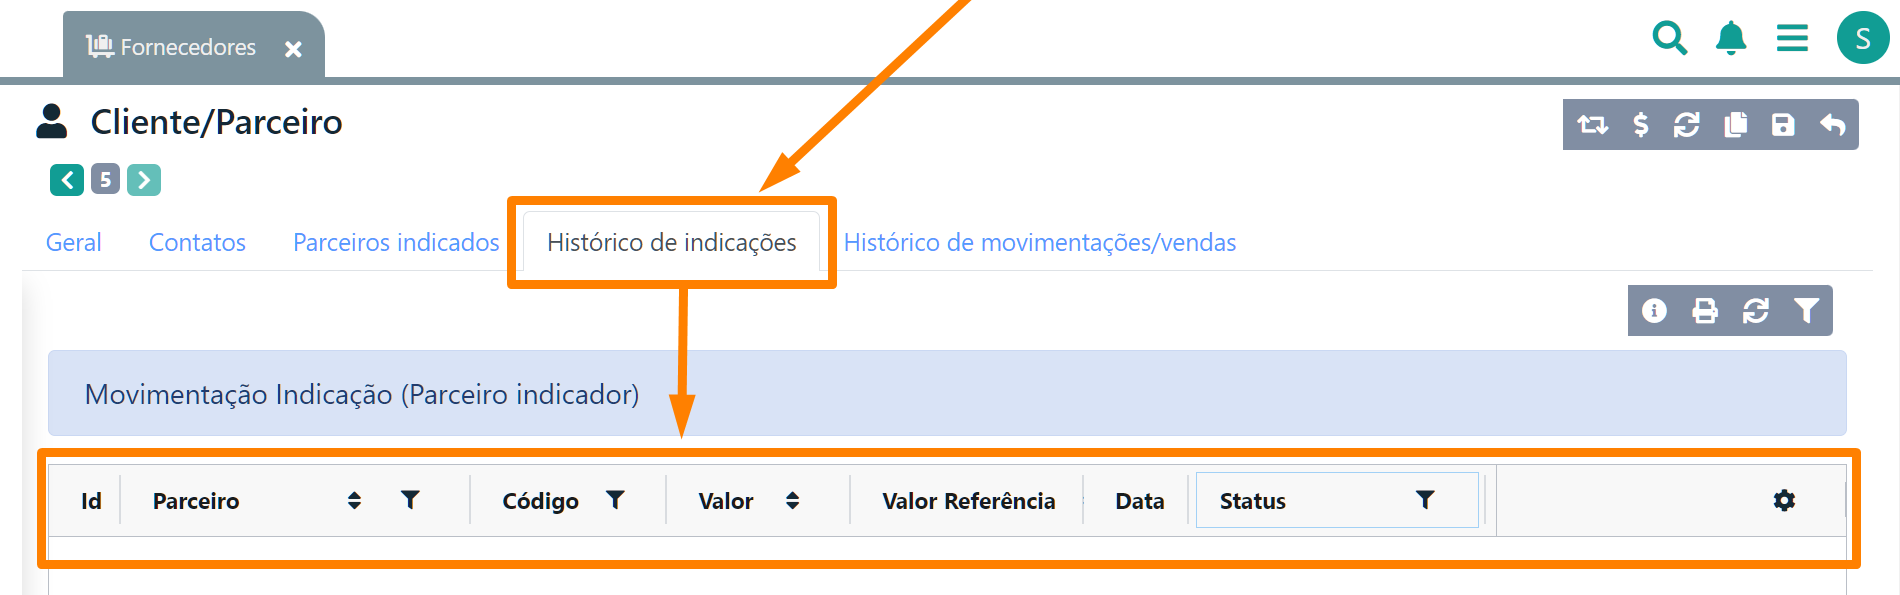 Fornecedores
S
Cliente/Parceiro
5
Geral Contatos Parceiros indicados Histórico de indicações Histórico de movimentações/vendas
Movimentação Indicação (Parceiro indicador)
Id Parceiro Código Valor Valor Referência Data Status